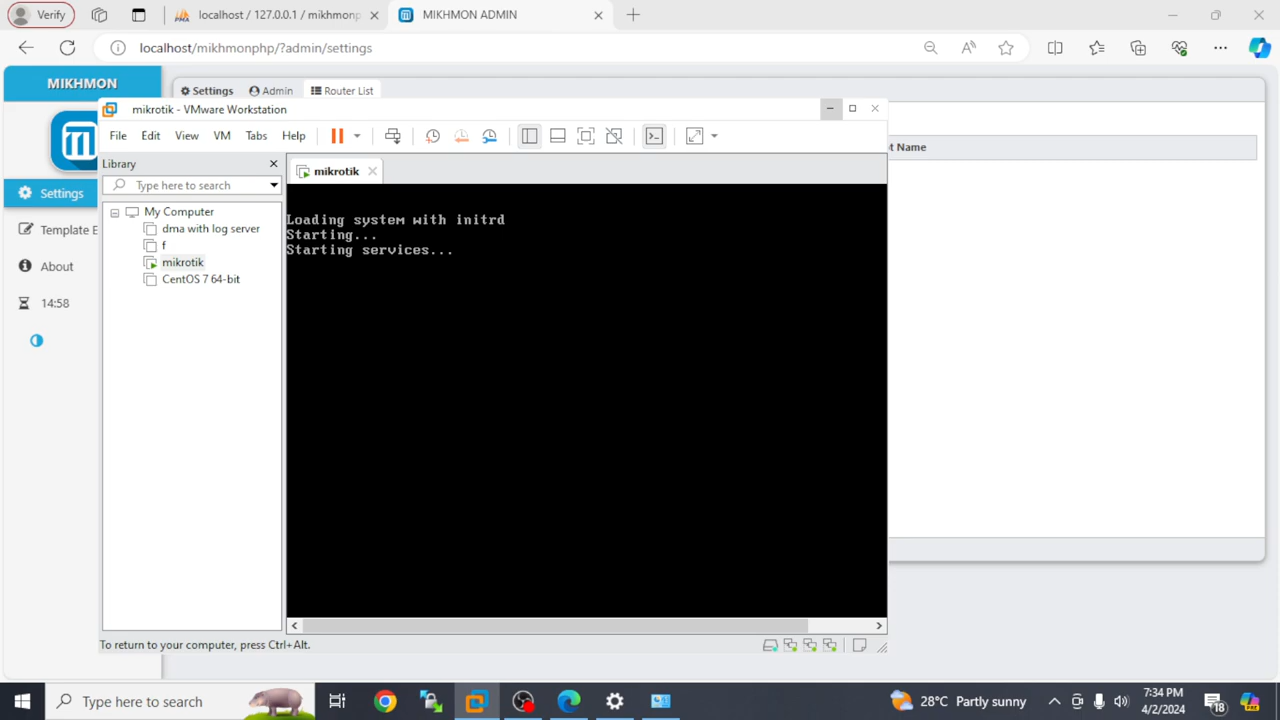 Verify
localhost / 127.0.0.1 / mikhmonp
MIKHMON ADMIN
localhost/mikhmonphp/?admin/settings
MIKHMON
Settings
Admin
Router List
mikrotik - VMware Workstation
File Edit View VM Tabs Help
t Name
Library
Type here to search
mikrotik
My Computer
dma with log server
f
mikrotik
CentOS 7 64-bit
Settings
Template E
About
14:58
Loading system with initrd
Starting...
Starting services...
To return to your computer, press Ctrl+Alt.
Type here to search
28°C Partly sunny
7:34 PM
4/2/2024
18